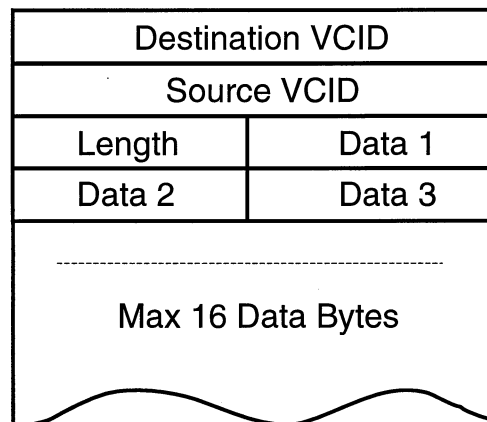 Destination VCID
Source VCID
Length Data 1
Data 2 Data 3
Max 16 Data Bytes